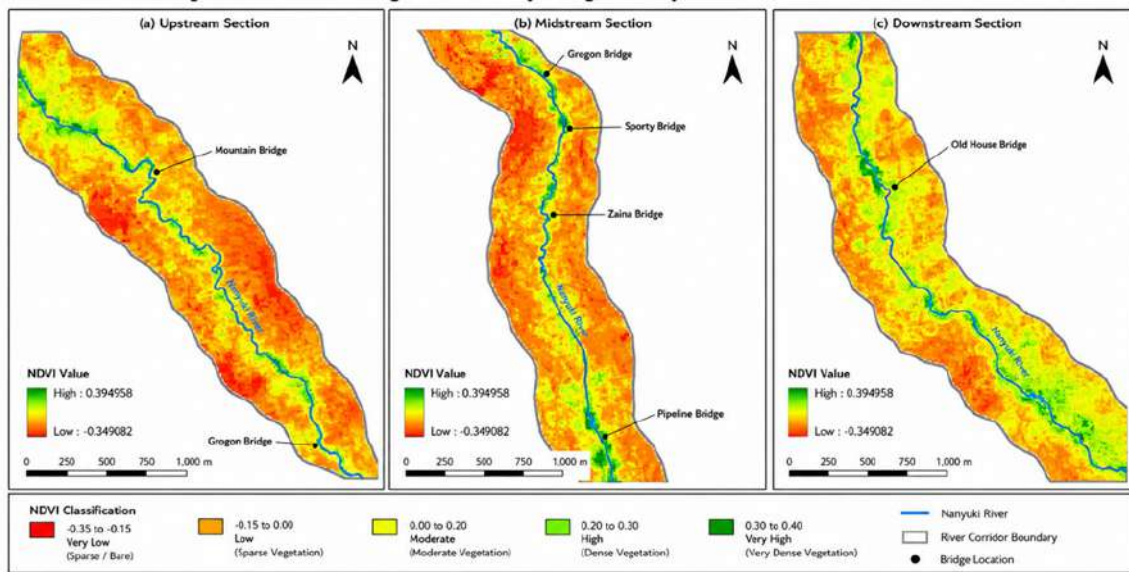 (a) Upstream Section
N
Mountain Bridge
Nanyuki River
NDVI Value
High : 0.394958
Low : -0.349082
Grogon Bridge
0 250 500 750 1,000 m
(b) Midstream Section
N
Gregon Bridge
Sporty Bridge
Zaina Bridge
Nanyuki River
NDVI Value
High : 0.394958
Low : -0.349082
Pipeline Bridge
0 250 500 750 1,000 m
(c) Downstream Section
N
Old House Bridge
Nanyuki River
NDVI Value
High : 0.394958
Low : -0.349082
0 250 500 750 1,000 m
NDVI Classification
-0.35 to -0.15
Very Low
(Sparse / Bare)
-0.15 to 0.00
Low
(Sparse Vegetation)
0.00 to 0.20
Moderate
(Moderate Vegetation)
0.20 to 0.30
High
(Dense Vegetation)
0.30 to 0.40
Very High
(Very Dense Vegetation)
Nanyuki River
River Corridor Boundary
Bridge Location